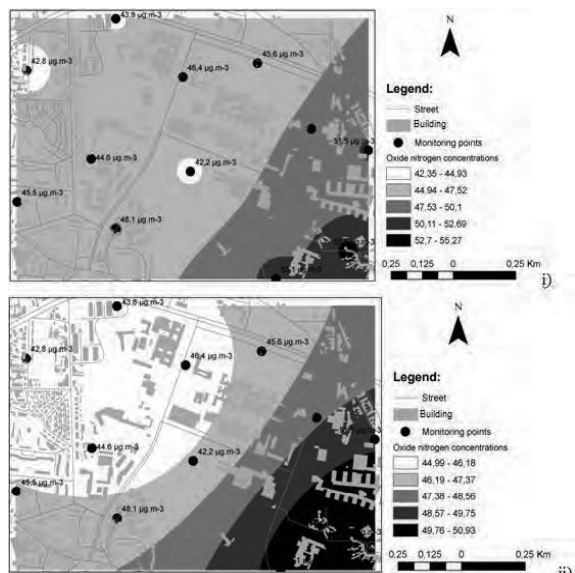 43,8 µg.m-3
N
42,8 µg.m-3
45,6 µg.m-3
46,4 µg.m-3
44,6 µg.m-3
42,2 µg.m-3
45,5 µg.m-3
48,1 µg.m-3
Legend:
Street
Building
Monitoring points
Oxide nitrogen concentrations
42,35 - 44,93
44,94 - 47,52
47,53 - 50,1
50,11 - 52,69
52,7 - 55,27
0,25 0,125 0 0,25 Km
i)
43,8 µg.m-3
N
42,8 µg.m-3
45,6 µg.m-3
46,4 µg.m-3
44,6 µg.m-3
42,2 µg.m-3
45,5 µg.m-3
48,1 µg.m-3
Legend:
Street
Building
Monitoring points
Oxide nitrogen concentrations
44,99 - 46,18
46,19 - 47,37
47,38 - 48,56
48,57 - 49,75
49,76 - 50,93
0,25 0,125 0 0,25 Km
ii)